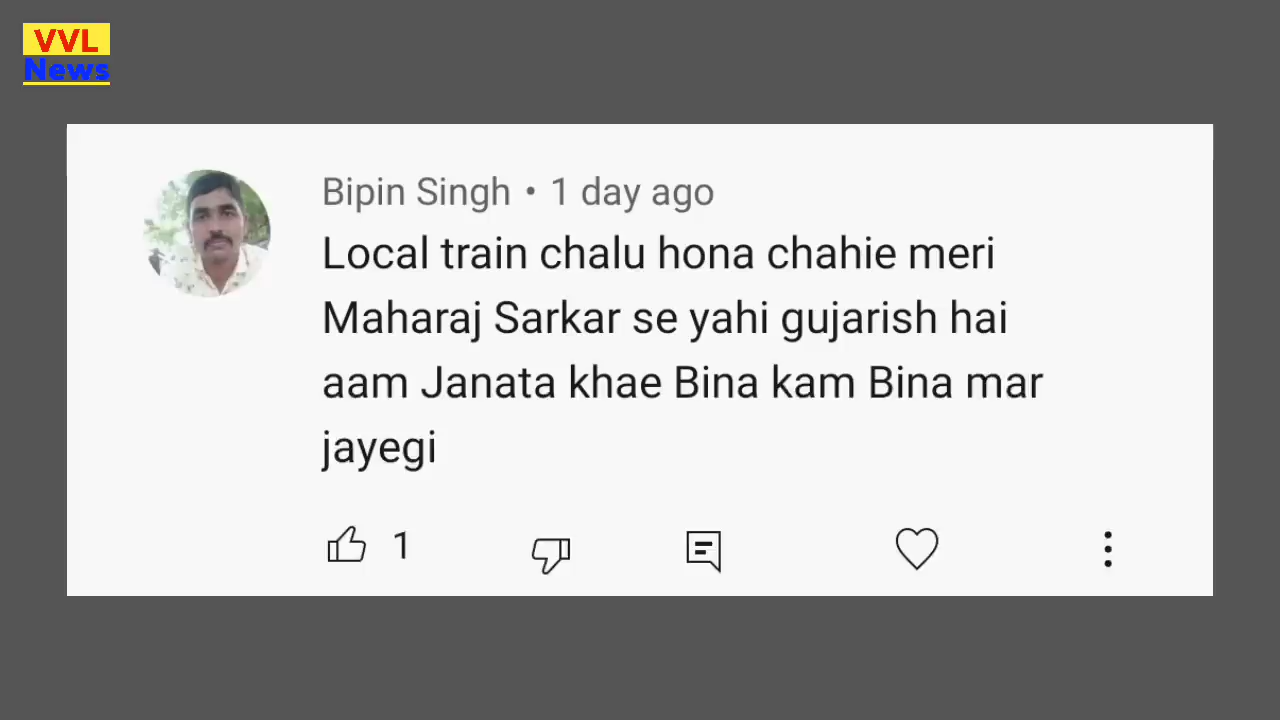 VVL
News
Bipin Singh • 1 day ago
Local train chalu hona chahie meri
Maharaj Sarkar se yahi gujarish hai
aam Janata khae Bina kam Bina mar
jayegi
1